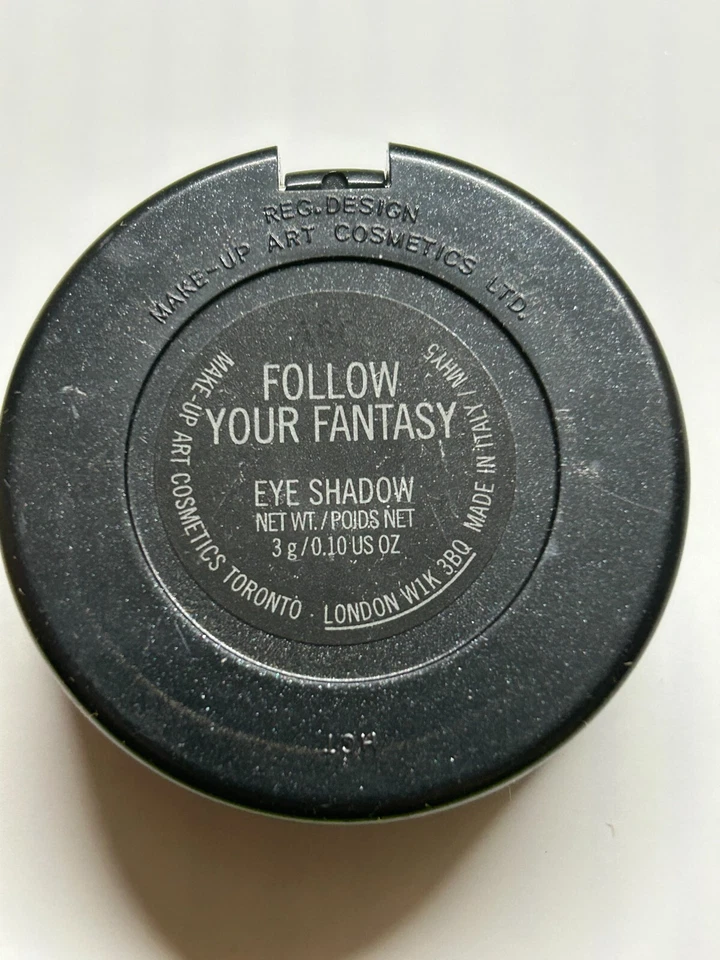 REG.DESIGN
MAKE-UP ART COSMETICS LTD.
FOLLOW
YOUR FANTASY
EYE SHADOW
NET WT./POIDS NET
3 g/0.10 US OZ
MAKE-UP ART COSMETICS TORONTO · LONDON W1K 3BQ MADE IN ITALY/MHY5